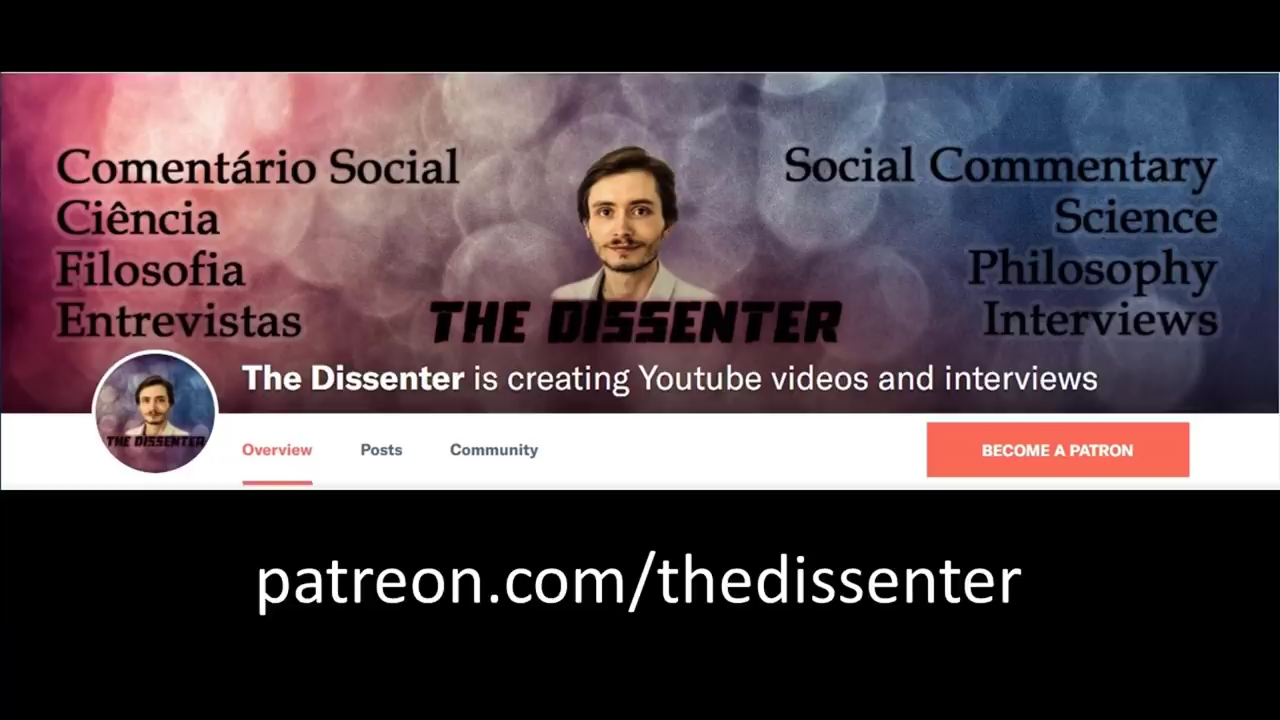 Comentário Social
Ciência
Filosofia
Entrevistas
Social Commentary
Science
Philosophy
Interviews
THE DISSENTER
The Dissenter is creating Youtube videos and interviews
THE DISSENTER
Overview
Posts
Community
BECOME A PATRON
patreon.com/thedissenter